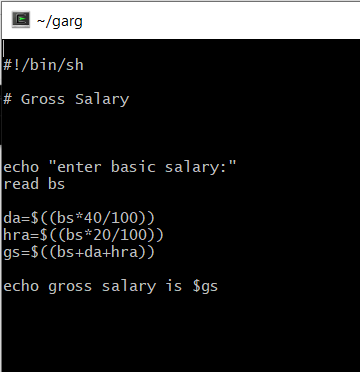 ~/garg
#!/bin/sh
# Gross Salary
echo "enter basic salary:"
read bs
da=$((bs*40/100))
hra=$((bs*20/100))
gs=$((bs+da+hra))
echo gross salary is $gs